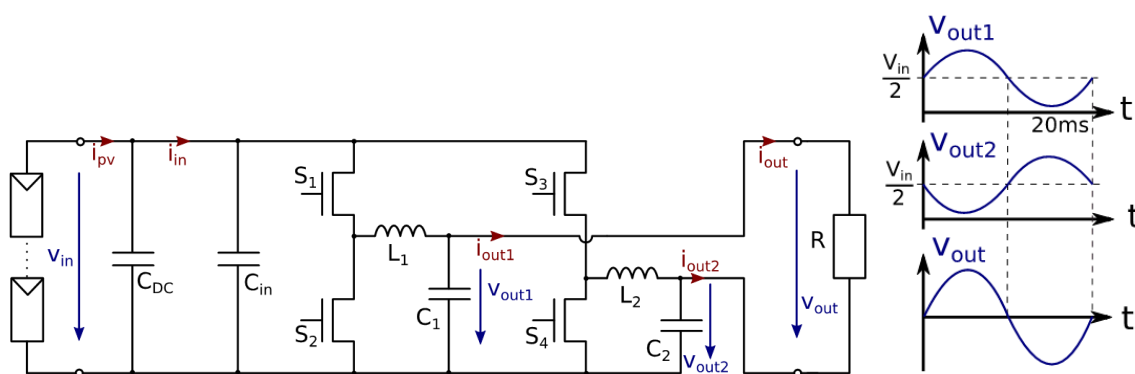 i_pv
i_in
v_in
C_DC
C_in
S_1
S_2
L_1
C_1
i_out1
v_out1
S_3
S_4
L_2
C_2
i_out2
v_out2
i_out
v_out
R
v_out1
V_in/2
t
20ms
v_out2
V_in/2
t
v_out
t